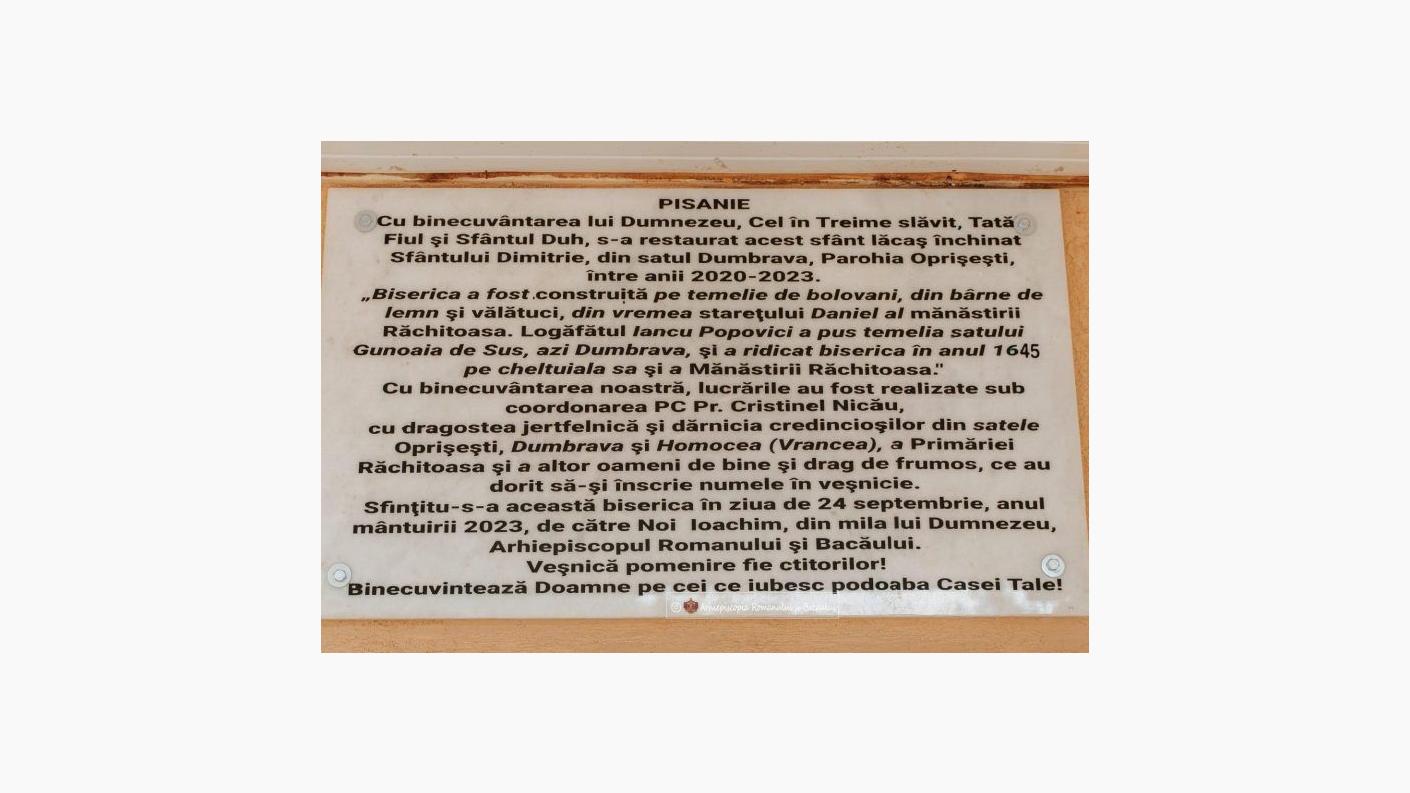 PISANIE
Cu binecuvântarea lui Dumnezeu, Cel în Treime slăvit, Tată
Fiul şi Sfântul Duh, s-a restaurat acest sfânt lăcaş închinat
Sfântului Dimitrie, din satul Dumbrava, Parohia Oprişeşti,
între anii 2020-2023.
„Biserica a fost construită pe temelie de bolovani, din bârne de
lemn şi vălătuci, din vremea stareţului Daniel al mănăstirii
Răchitoasa. Logăfătul Iancu Popovici a pus temelia satului
Gunoaia de Sus, azi Dumbrava, şi a ridicat biserica în anul 1645
pe cheltuiala sa şi a Mănăstirii Răchitoasa."
Cu binecuvântarea noastră, lucrările au fost realizate sub
coordonarea PC Pr. Cristinel Nicău,
cu dragostea jertfelnică şi dărnicia credincioşilor din satele
Oprişeşti, Dumbrava şi Homocea (Vrancea), a Primăriei
Răchitoasa şi a altor oameni de bine şi drag de frumos, ce au
dorit să-şi înscrie numele în veşnicie.
Sfinţitu-s-a această biserica în ziua de 24 septembrie, anul
mântuirii 2023, de către Noi Ioachim, din mila lui Dumnezeu,
Arhiepiscopul Romanului şi Bacăului.
Veşnică pomenire fie ctitorilor!
Binecuvintează Doamne pe cei ce iubesc podoaba Casei Tale!
© Arhiepiscopia Romanului și Bacăului